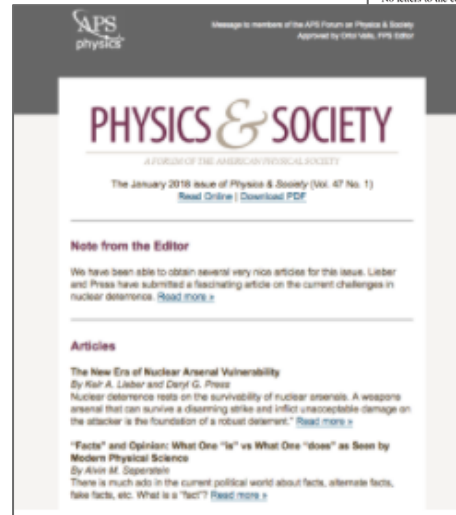 No letters to the
APS
physics
Message to members of the APS Forum on Physics & Society
Approved by Oriol Valls, FPS Editor
PHYSICS & SOCIETY
A FORUM OF THE AMERICAN PHYSICAL SOCIETY
The January 2018 issue of Physics & Society (Vol. 47 No. 1)
Read Online | Download PDF
Note from the Editor
We have been able to obtain several very nice articles for this issue. Lieber
and Press have submitted a fascinating article on the current challenges in
nuclear deterrence. Read more »
Articles
The New Era of Nuclear Arsenal Vulnerability
By Keir A. Lieber and Daryl G. Press
Nuclear deterrence rests on the survivability of nuclear arsenals. A weapons
arsenal that can survive a disarming strike and inflict unacceptable damage on
the attacker is the foundation of a robust deterrent." Read more »
"Facts" and Opinion: What One "is" vs What One "does" as Seen by
Modern Physical Science
By Alvin M. Saperstein
There is much ado in the current political world about facts, alternate facts,
fake facts, etc. What is a "fact"? Read more »